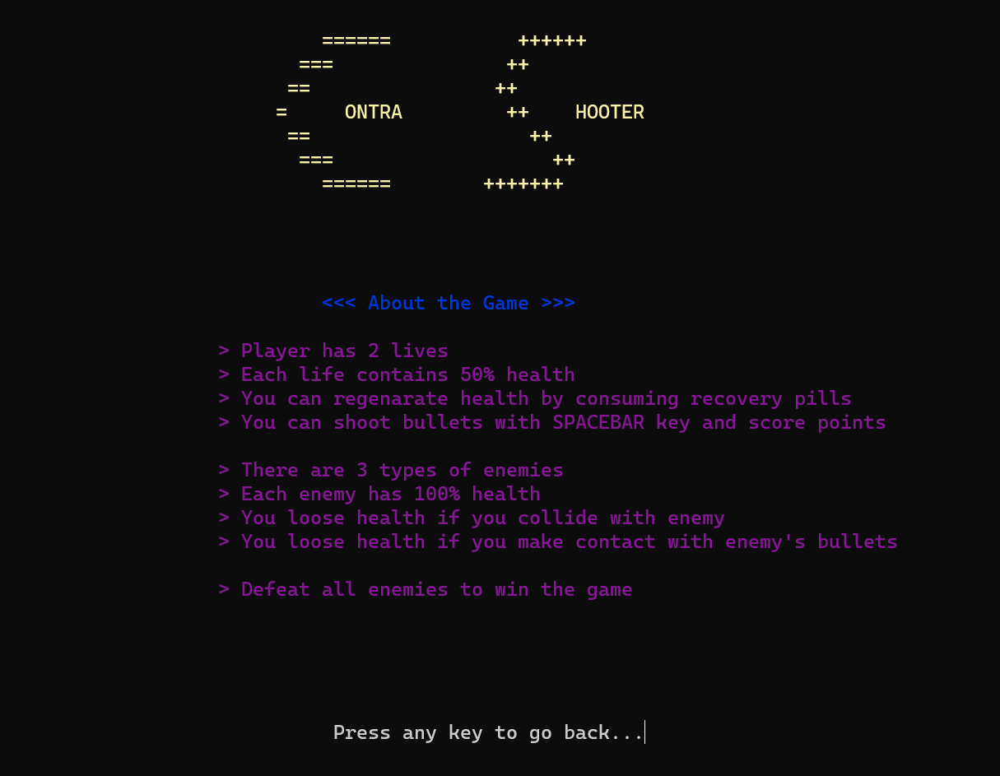 ======           ++++++
===               ++
==                ++
=     ONTRA         ++    HOOTER
==                   ++
===                   ++
======        +++++++
<<< About the Game >>>
> Player has 2 lives
> Each life contains 50% health
> You can regenarate health by consuming recovery pills
> You can shoot bullets with SPACEBAR key and score points
> There are 3 types of enemies
> Each enemy has 100% health
> You loose health if you collide with enemy
> You loose health if you make contact with enemy's bullets
> Defeat all enemies to win the game
Press any key to go back...